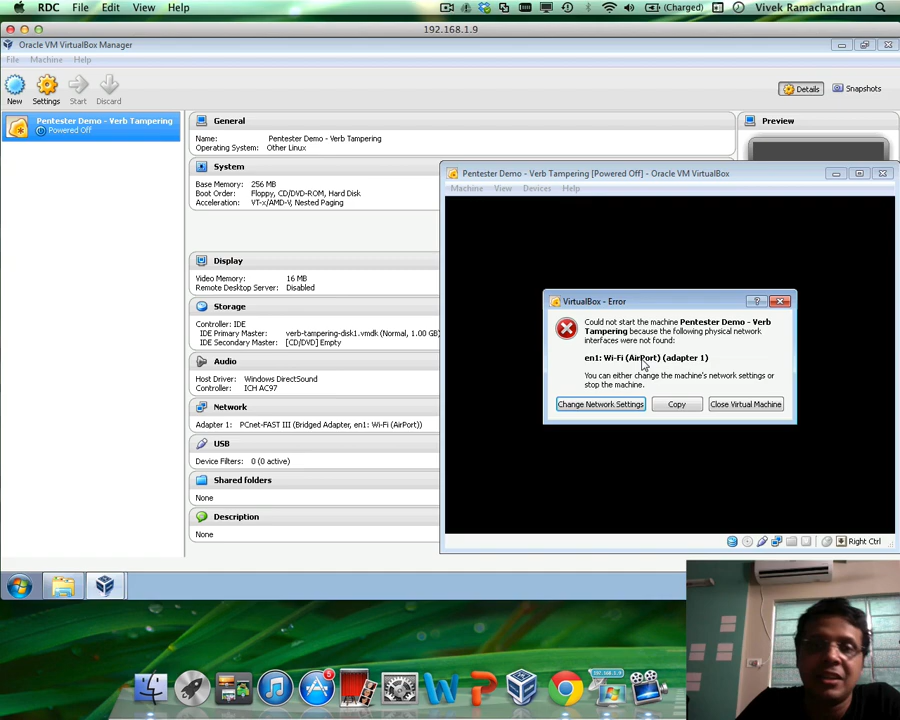 RDC File Edit View Help (Charged) Vivek Ramachandran
192.168.1.9
Oracle VM VirtualBox Manager
File Machine Help
New Settings Start Discard Details Snapshots
Pentester Demo - Verb Tampering
Powered Off
General
Name: Pentester Demo - Verb Tampering
Operating System: Other Linux
Preview
System
Base Memory: 256 MB
Boot Order: Floppy, CD/DVD-ROM, Hard Disk
Acceleration: VT-x/AMD-V, Nested Paging
Display
Video Memory: 16 MB
Remote Desktop Server: Disabled
Storage
Controller: IDE
IDE Primary Master: verb-tampering-disk1.vmdk (Normal, 1.00 GB)
IDE Secondary Master: [CD/DVD] Empty
Audio
Host Driver: Windows DirectSound
Controller: ICH AC97
Network
Adapter 1: PCnet-FAST III (Bridged Adapter, en1: Wi-Fi (AirPort))
USB
Device Filters: 0 (0 active)
Shared folders
None
Description
None
Pentester Demo - Verb Tampering [Powered Off] - Oracle VM VirtualBox
Machine View Devices Help
VirtualBox - Error
Could not start the machine Pentester Demo - Verb
Tampering because the following physical network
interfaces were not found:
en1: Wi-Fi (AirPort) (adapter 1)
You can either change the machine's network settings or
stop the machine.
Change Network Settings Copy Close Virtual Machine
Right Ctrl
5
192.168.1.9